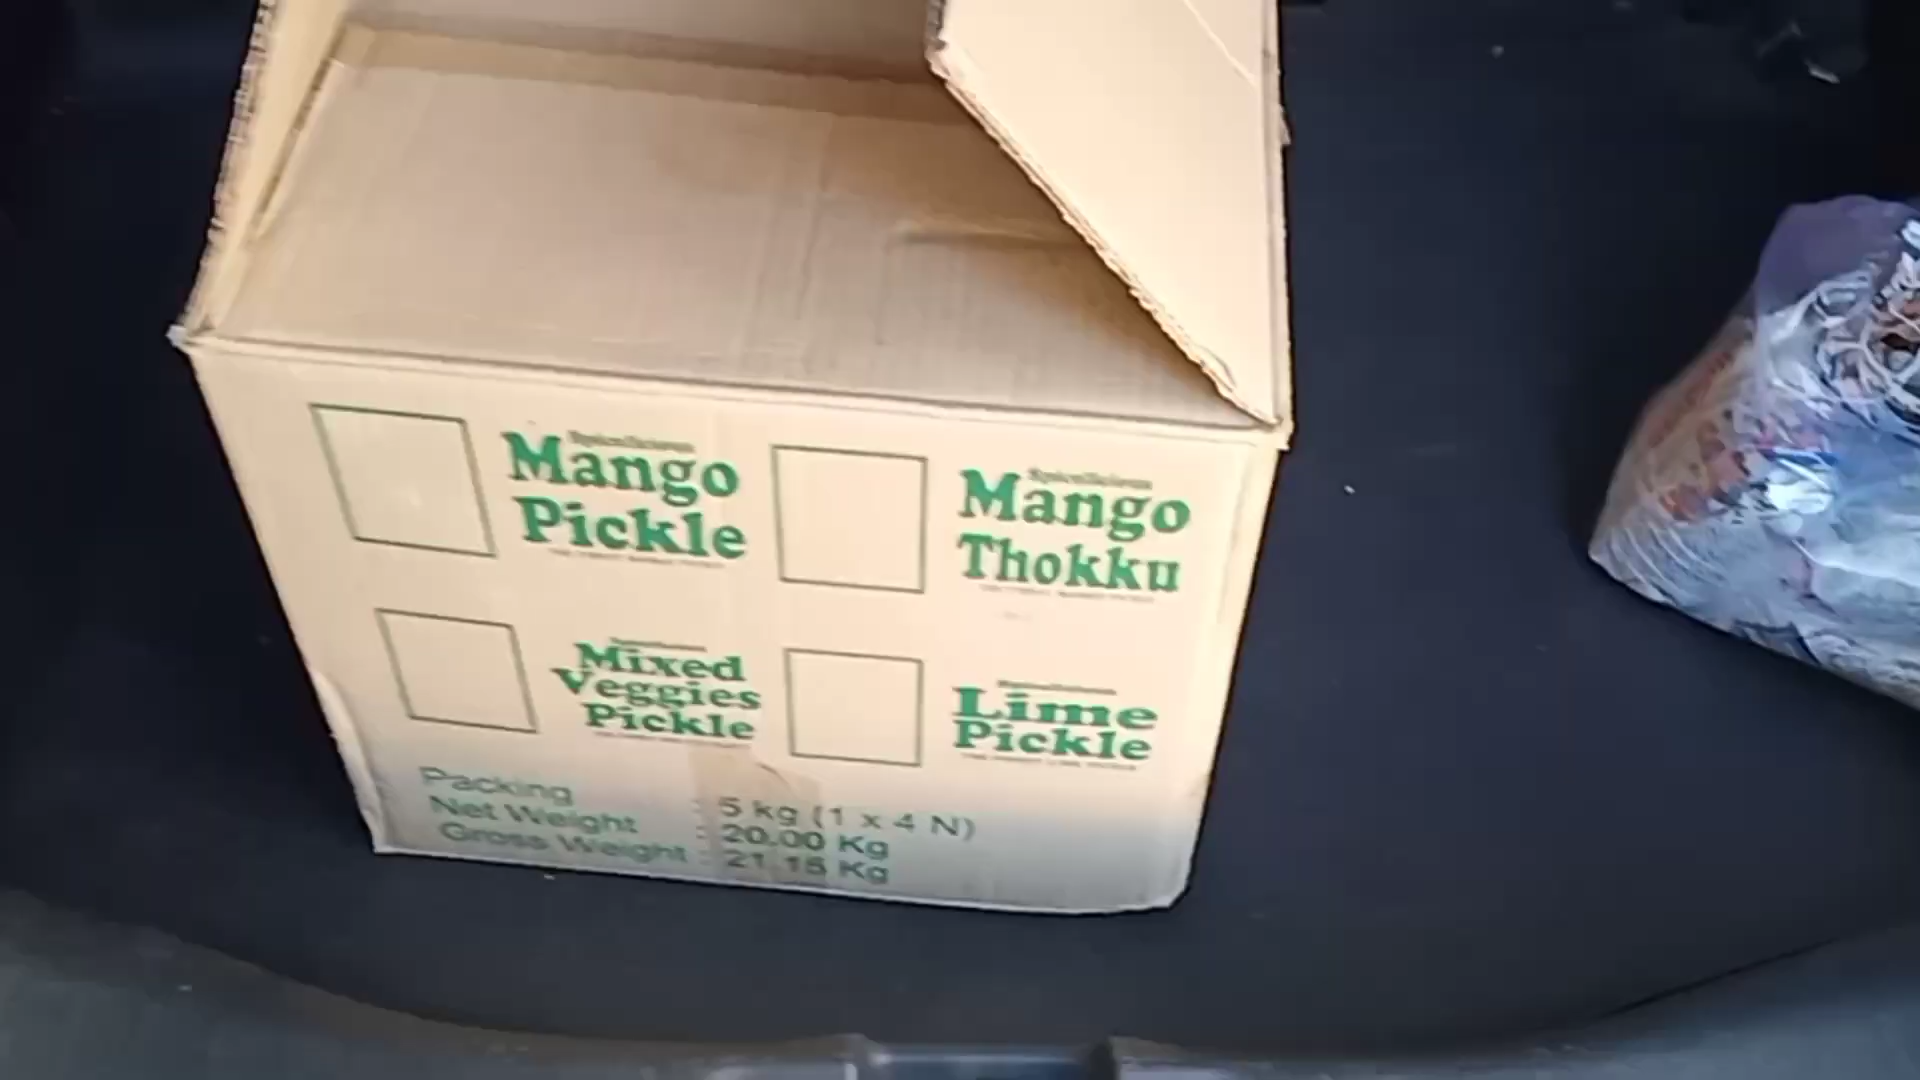 Mango
Pickle
Mango
Thokku
Mixed
Veggies
Pickle
Lime
Pickle
Packing : 5 kg (1 x 4 N)
Net Weight : 20.00 Kg
Gross Weight : 21.15 Kg